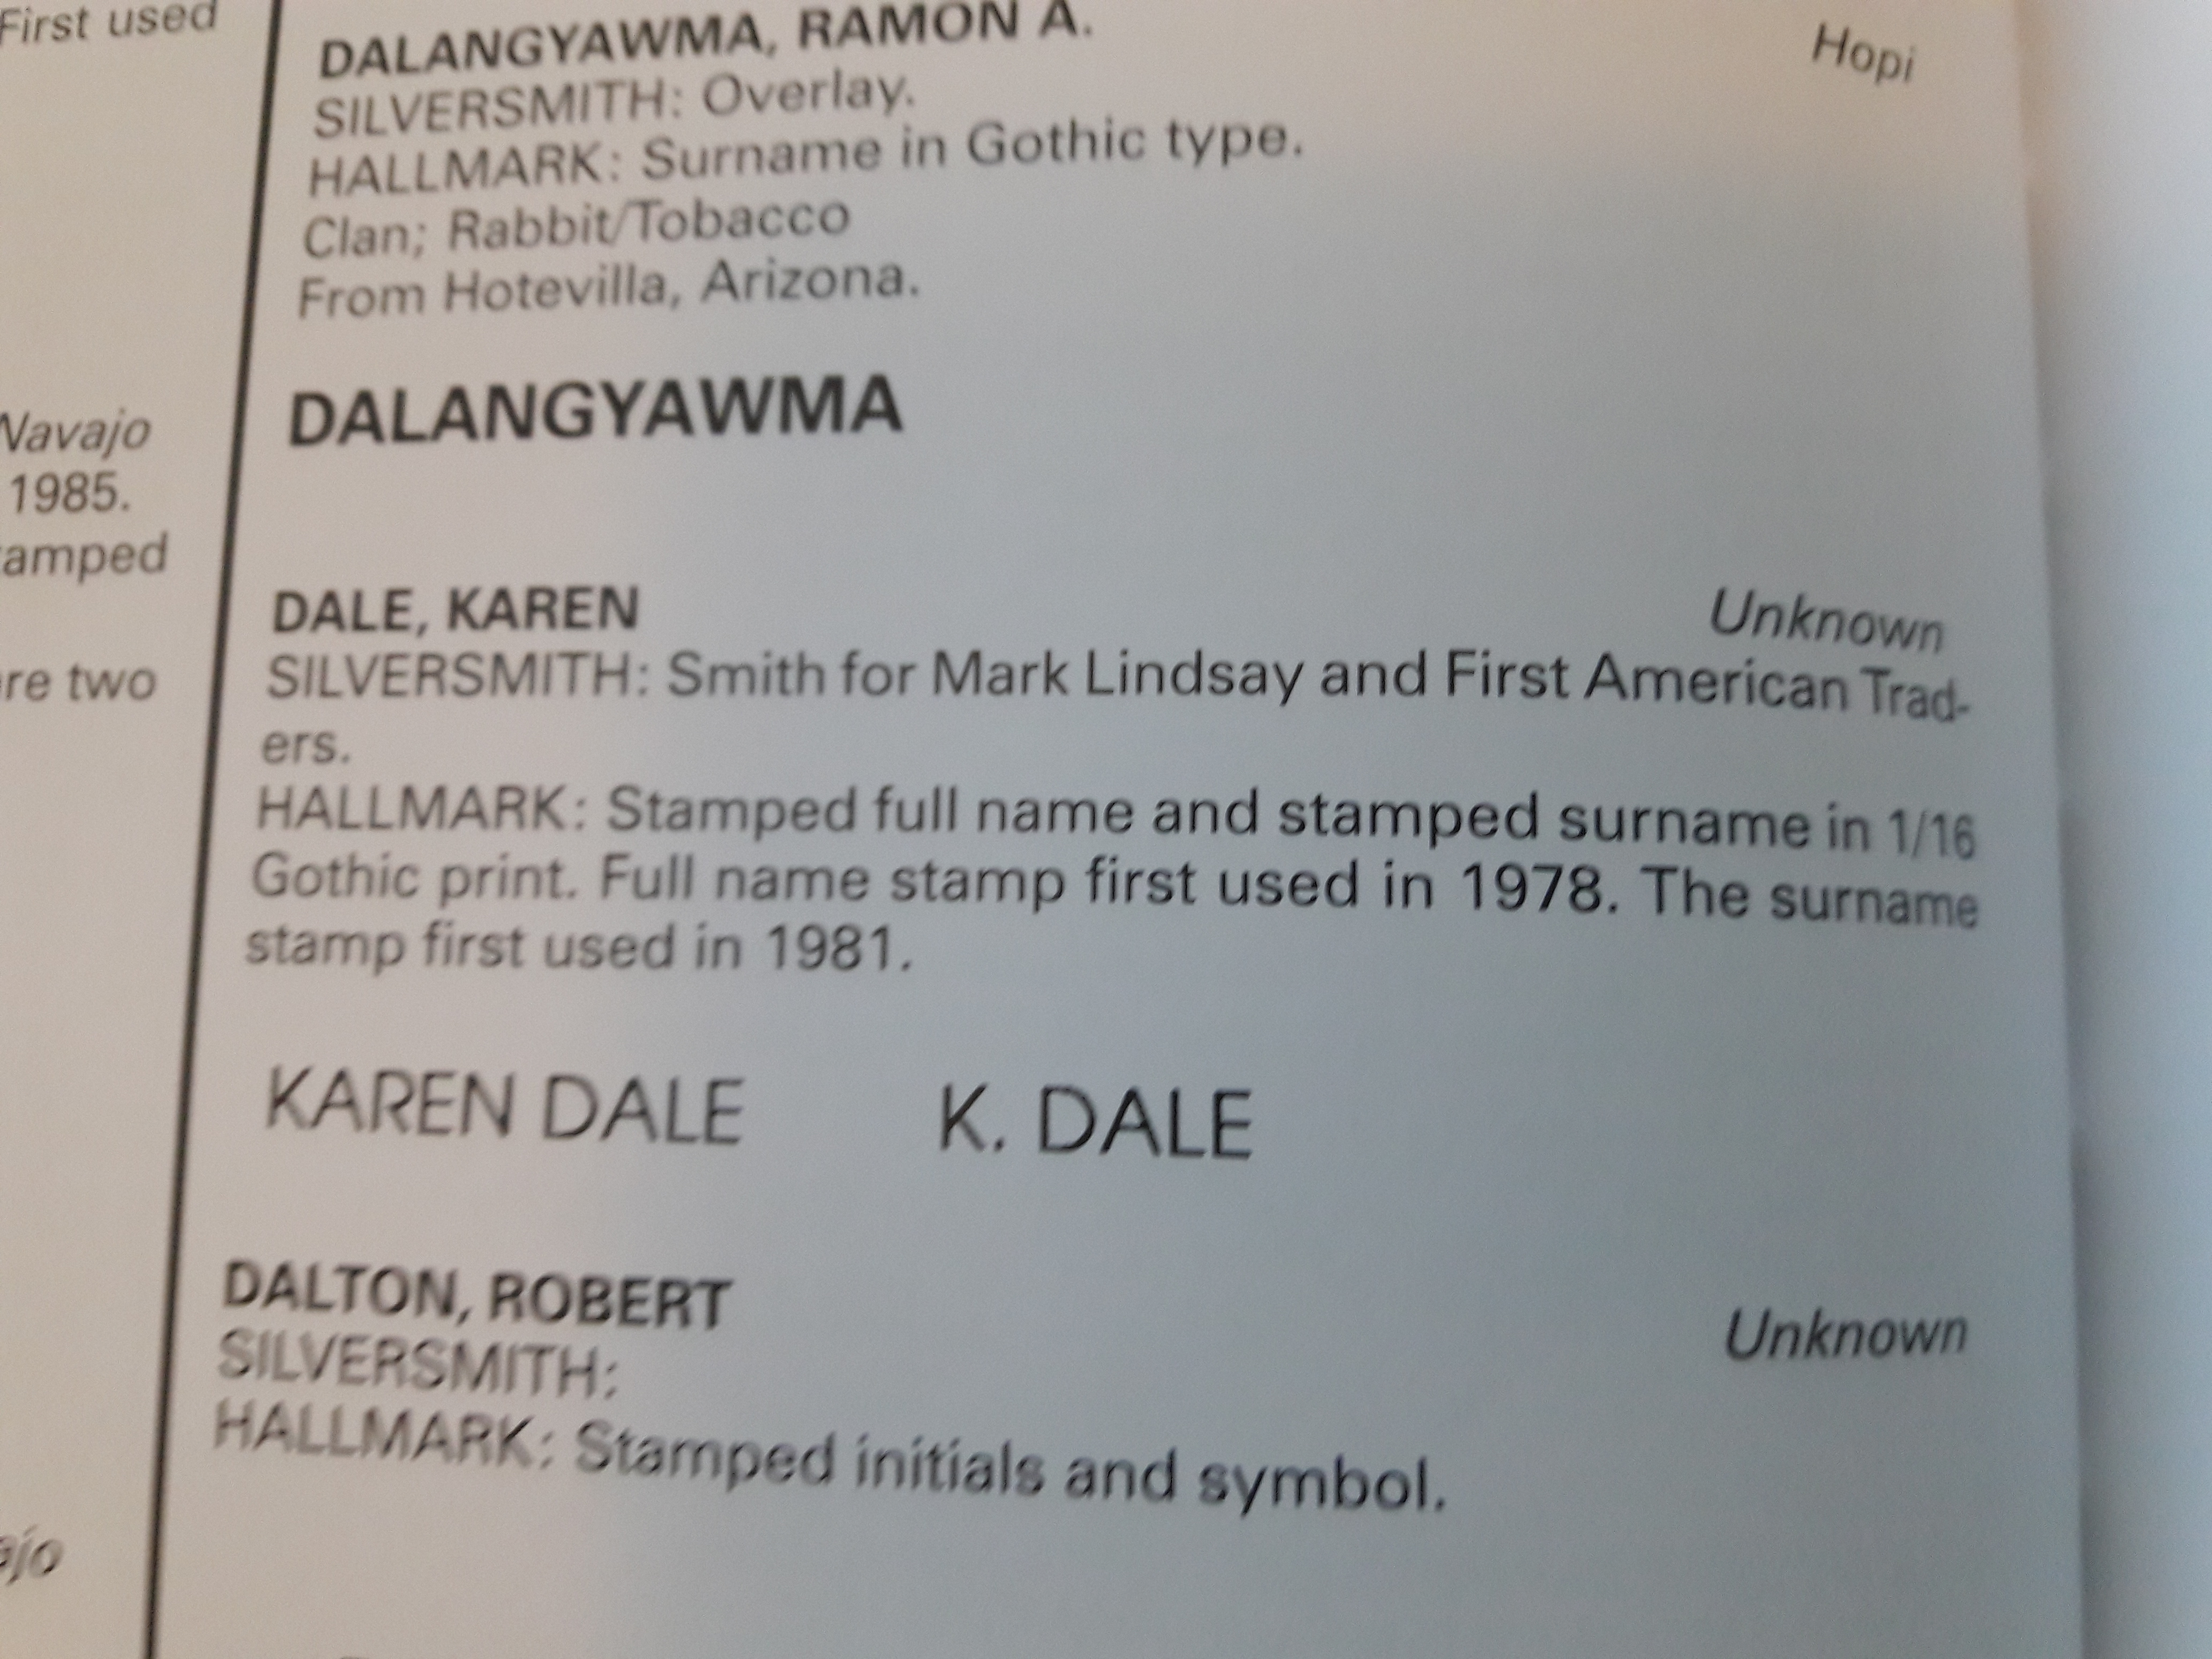 First used
Navajo
1985.
re two
DALANGYAWMA, RAMON A.
Hopi
SILVERSMITH: Overlay.
HALLMARK: Surname in Gothic type.
Clan; Rabbit/Tobacco
From Hotevilla, Arizona.
DALANGYAWMA
DALE, KAREN
Unknown
SILVERSMITH: Smith for Mark Lindsay and First American Trad-
ers.
HALLMARK: Stamped full name and stamped surname in 1/16
Gothic print. Full name stamp first used in 1978. The surname
stamp first used in 1981.
KAREN DALE K. DALE
DALTON, ROBERT
Unknown
SILVERSMITH:
HALLMARK: Stamped initials and symbol.